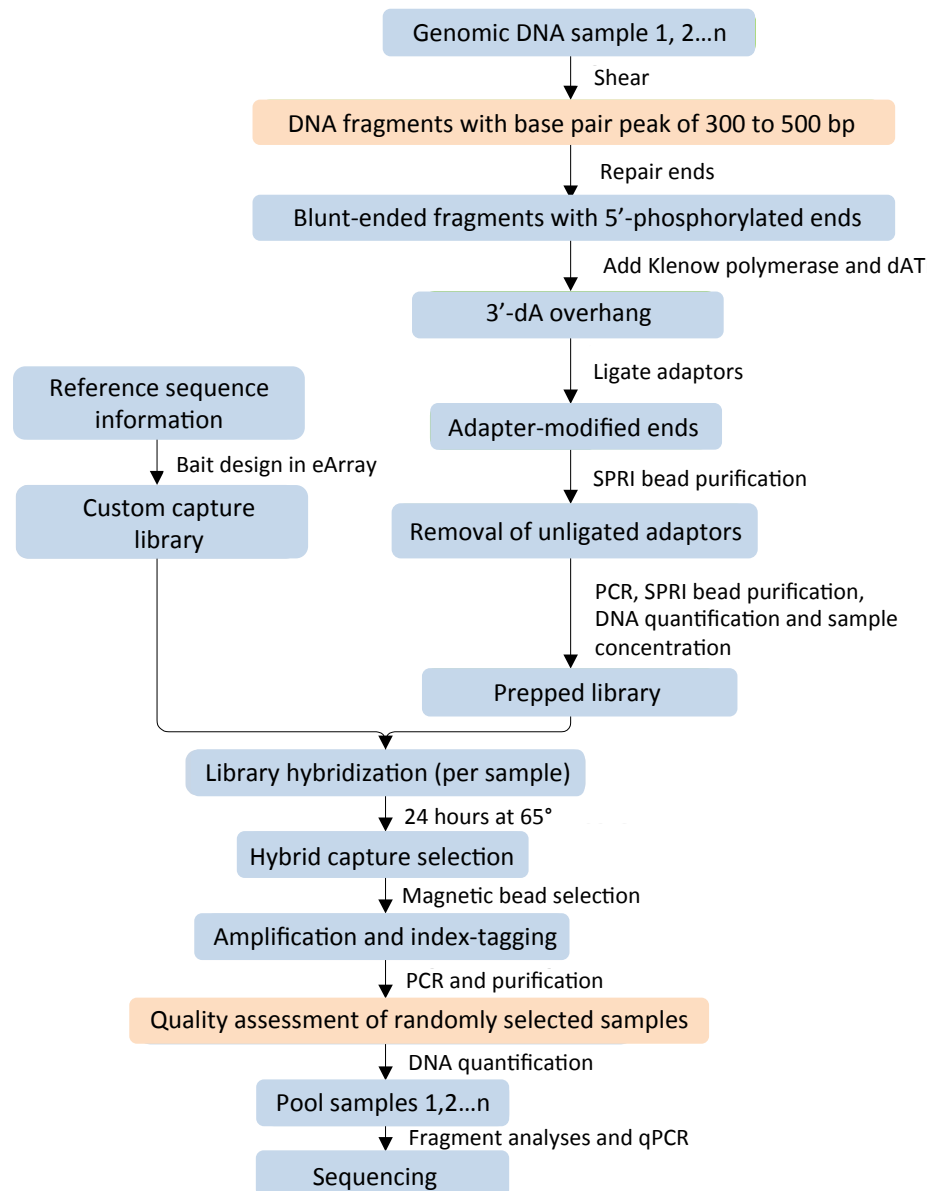 Genomic DNA sample 1, 2...n
Shear
DNA fragments with base pair peak of 300 to 500 bp
Repair ends
Blunt-ended fragments with 5’-phosphorylated ends
Add Klenow polymerase and dAT
3’-dA overhang
Ligate adaptors
Reference sequence
information
Adapter-modified ends
Bait design in eArray
SPRI bead purification
Custom capture
library
Removal of unligated adaptors
PCR, SPRI bead purification,
DNA quantification and sample
concentration
Prepped library
Library hybridization (per sample)
24 hours at 65°
Hybrid capture selection
Magnetic bead selection
Amplification and index-tagging
PCR and purification
Quality assessment of randomly selected samples
DNA quantification
Pool samples 1,2...n
Fragment analyses and qPCR
Sequencing